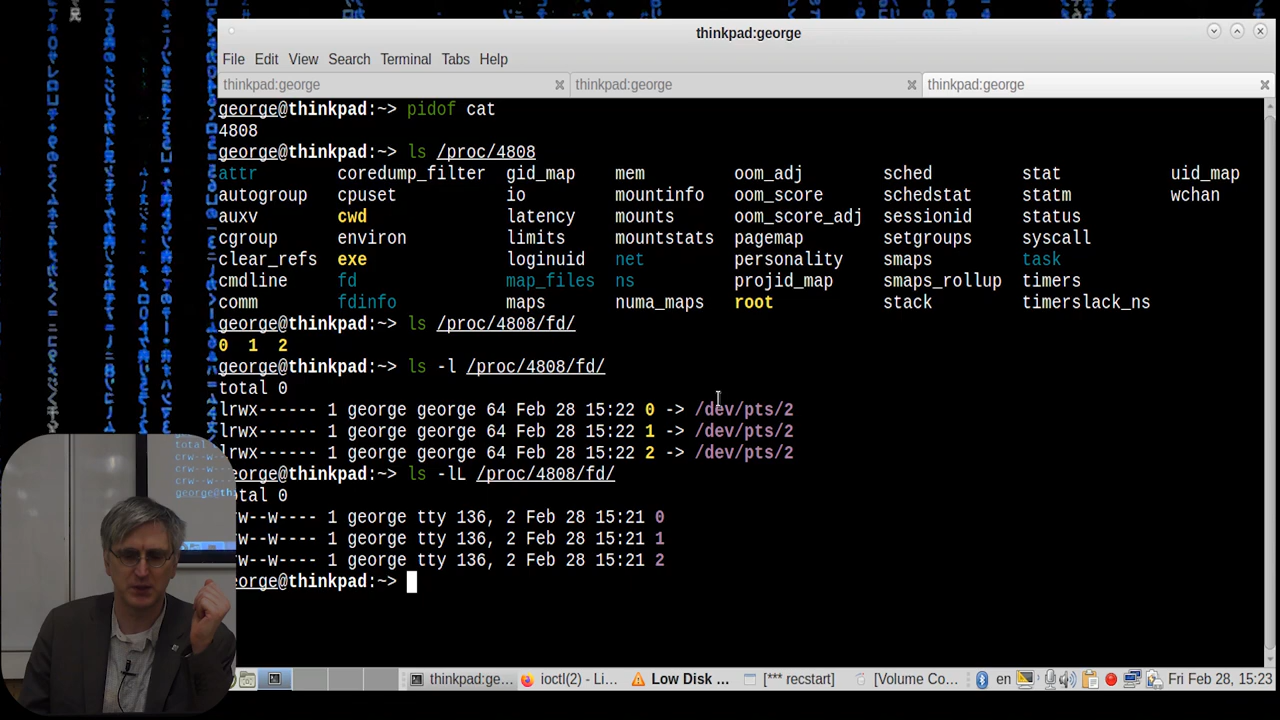 thinkpad:george
File Edit View Search Terminal Tabs Help
thinkpad:george thinkpad:george thinkpad:george
george@thinkpad:~> pidof cat
4808
george@thinkpad:~> ls /proc/4808
attr coredump_filter gid_map mem oom_adj sched stat uid_map
autogroup cpuset io mountinfo oom_score schedstat statm wchan
auxv cwd latency mounts oom_score_adj sessionid status
cgroup environ limits mountstats pagemap setgroups syscall
clear_refs exe loginuid net personality smaps task
cmdline fd map_files ns projid_map smaps_rollup timers
comm fdinfo maps numa_maps root stack timerslack_ns
george@thinkpad:~> ls /proc/4808/fd/
0 1 2
george@thinkpad:~> ls -l /proc/4808/fd/
total 0
lrwx------ 1 george george 64 Feb 28 15:22 0 -> /dev/pts/2
lrwx------ 1 george george 64 Feb 28 15:22 1 -> /dev/pts/2
lrwx------ 1 george george 64 Feb 28 15:22 2 -> /dev/pts/2
george@thinkpad:~> ls -lL /proc/4808/fd/
total 0
rw--w---- 1 george tty 136, 2 Feb 28 15:21 0
rw--w---- 1 george tty 136, 2 Feb 28 15:21 1
rw--w---- 1 george tty 136, 2 Feb 28 15:21 2
george@thinkpad:~>
thinkpad:ge... ioctl(2) - Li... Low Disk ... [*** recstart] [Volume Co... en Fri Feb 28, 15:23